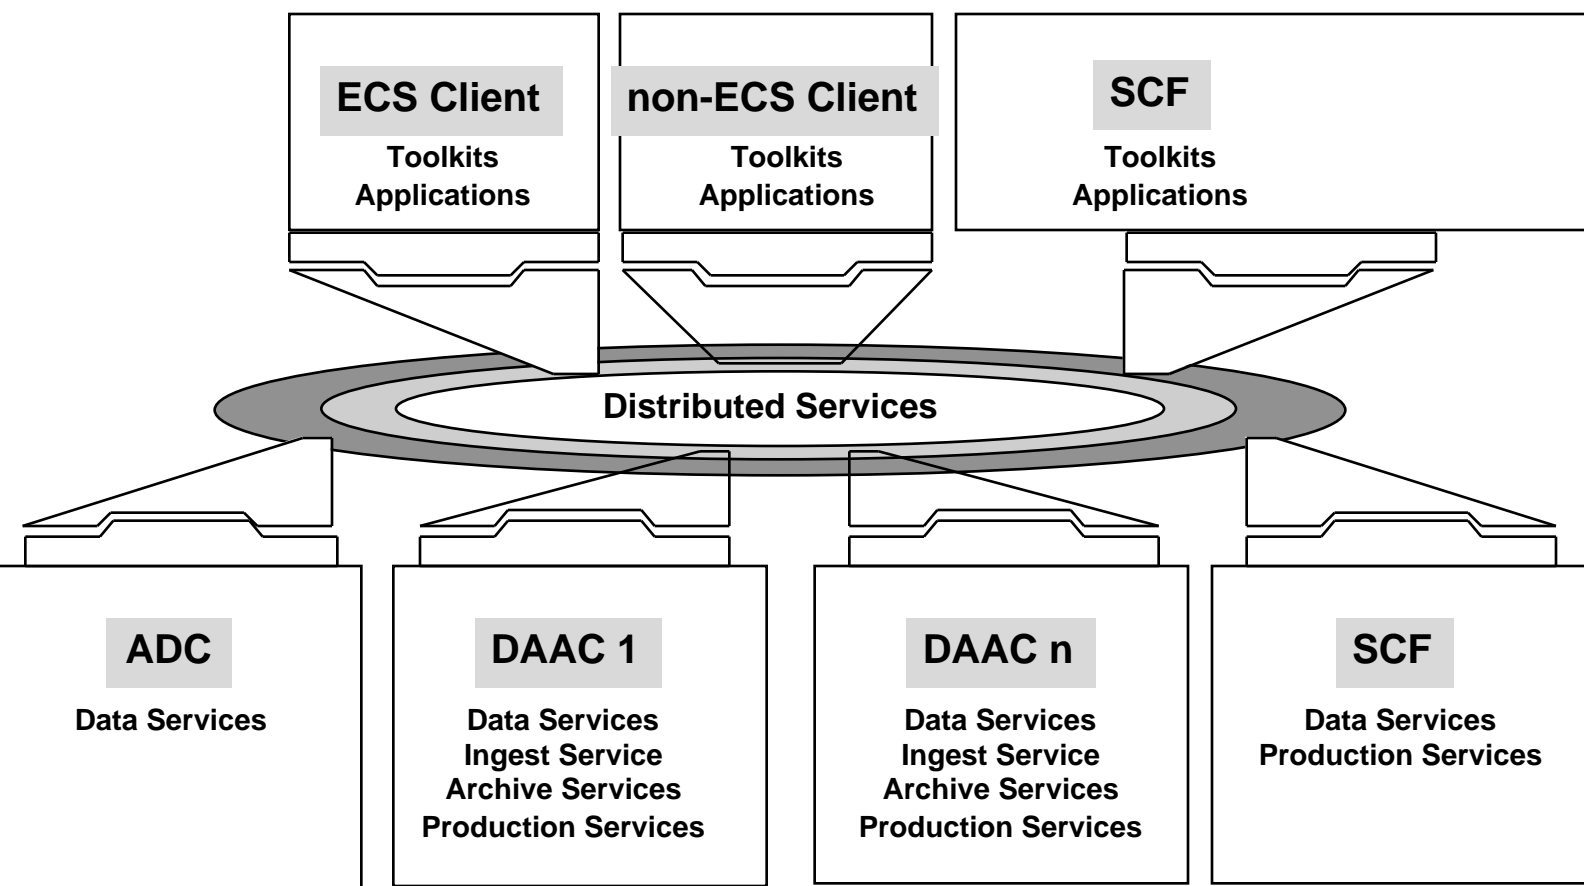 ECS Client
Toolkits
Applications
non-ECS Client
Toolkits
Applications
SCF
Toolkits
Applications
Distributed Services
ADC
Data Services
DAAC 1
Data Services
Ingest Service
Archive Services
Production Services
DAAC n
Data Services
Ingest Service
Archive Services
Production Services
SCF
Data Services
Production Services